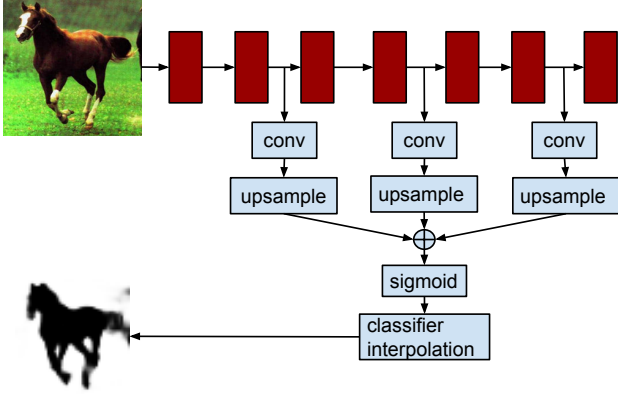 conv
conv
conv
upsample
upsample
upsample
sigmoid
classifier
interpolation